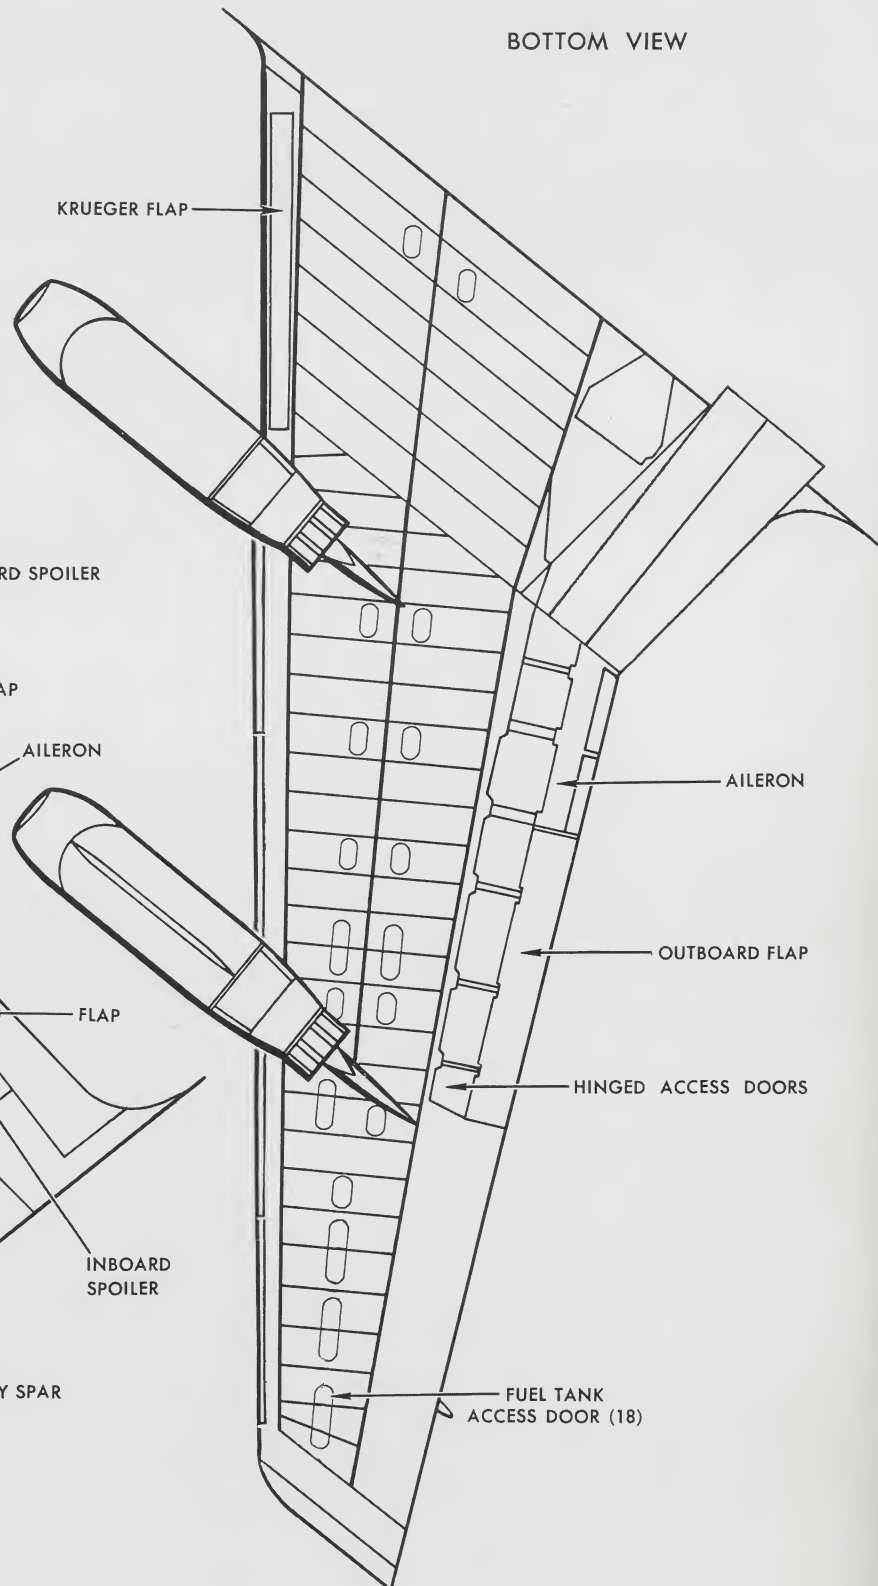 BOTTOM VIEW
KRUEGER FLAP
RD SPOILER
AP
AILERON
AILERON
OUTBOARD FLAP
FLAP
HINGED ACCESS DOORS
INBOARD
SPOILER
Y SPAR
FUEL TANK
ACCESS DOOR (18)